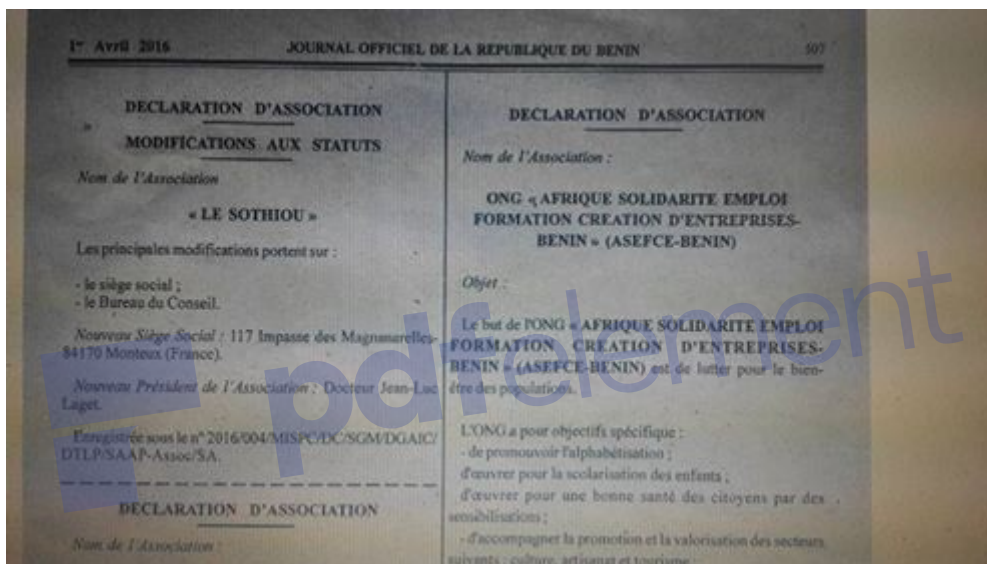 1er Avril 2016 JOURNAL OFFICIEL DE LA REPUBLIQUE DU BENIN 507
DECLARATION D'ASSOCIATION
MODIFICATIONS AUX STATUTS
Nom de l'Association
« LE SOTHIOU »
Les principales modifications portent sur :
- le siège social ;
- le Bureau du Conseil.
Nouveau Siège Social : 117 Impasse des Magnanarelles-
84170 Monteux (France).
Nouveau Président de l'Association : Docteur Jean-Luc
Laget.
Enregistrée sous le n° 2016/004/MISPC/DC/SGM/DGAIC/
DTLP/SAAP-Assoc/SA.
DECLARATION D'ASSOCIATION
Nom de l'Association :
DECLARATION D'ASSOCIATION
Nom de l'Association :
ONG « AFRIQUE SOLIDARITE EMPLOI
FORMATION CREATION D'ENTREPRISES-
BENIN » (ASEFCE-BENIN)
Objet :
Le but de l'ONG « AFRIQUE SOLIDARITE EMPLOI
FORMATION CREATION D'ENTREPRISES-
BENIN » (ASEFCE-BENIN) est de lutter pour le bien-
être des populations.
L'ONG a pour objectifs spécifique :
- de promouvoir l'alphabétisation ;
d'œuvrer pour la scolarisation des enfants ;
d'œuvrer pour une bonne santé des citoyens par des
sensibilisations ;
- d'accompagner la promotion et la valorisation des secteurs
suivants : culture, artisanat et tourisme ;
pdfelement